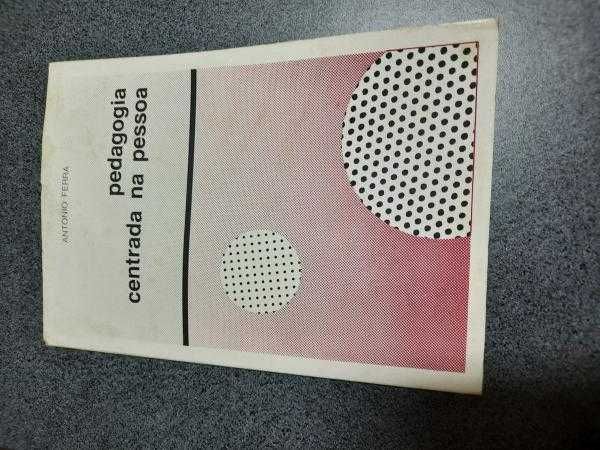 ANTONIO FERRA
pedagogia
centrada na pessoa